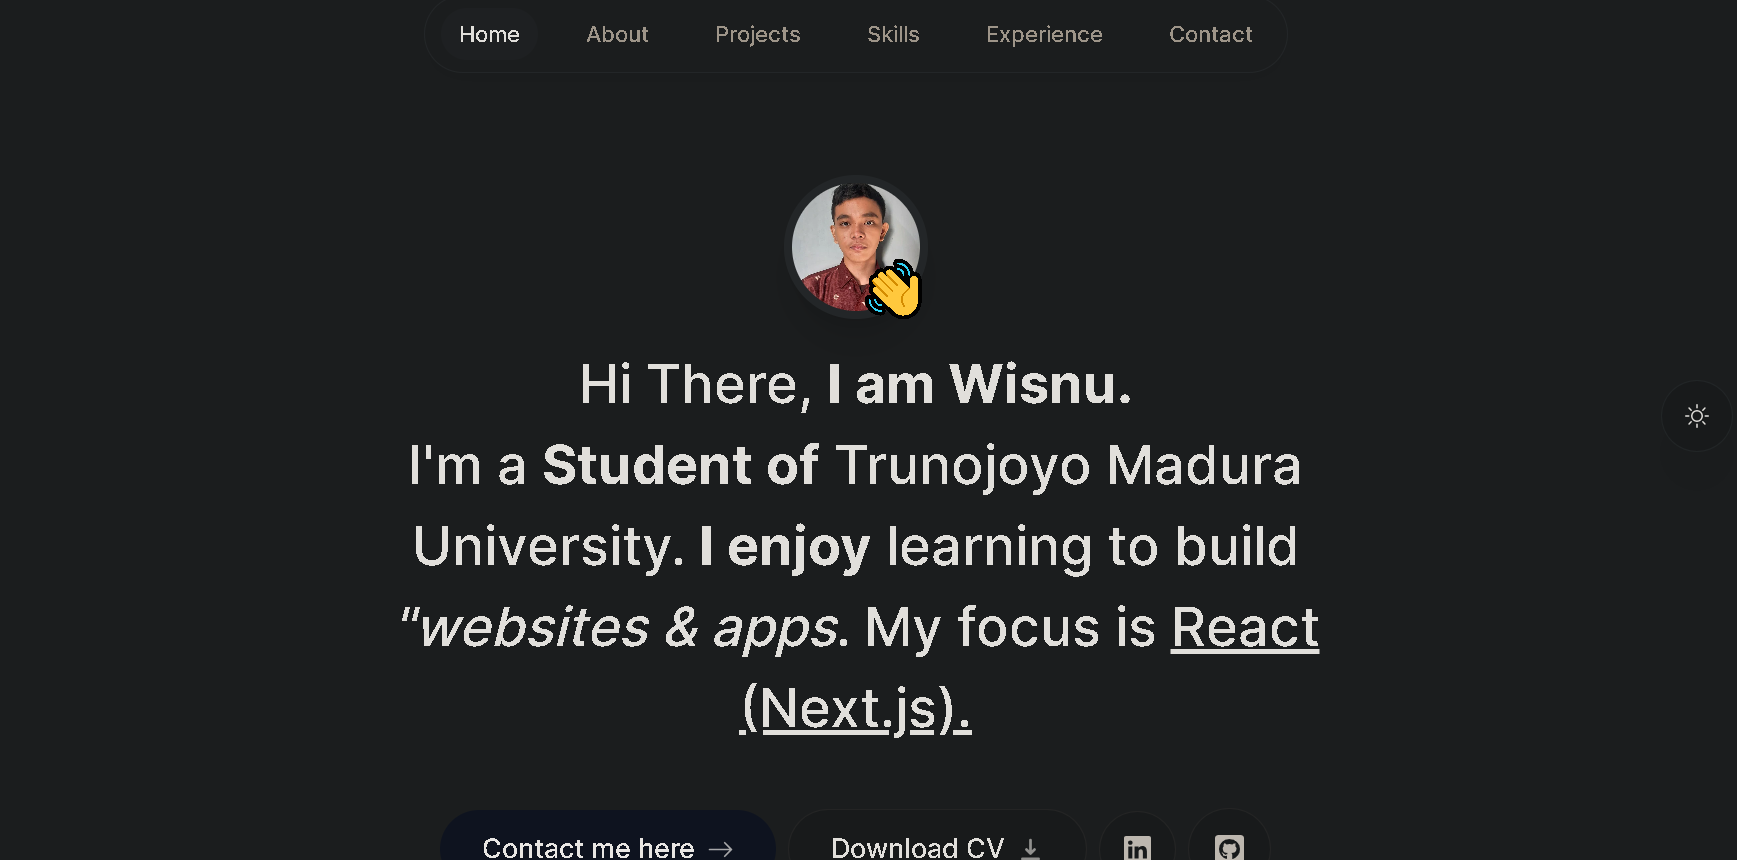 Home About Projects Skills Experience Contact
Hi There, I am Wisnu.
I'm a Student of Trunojoyo Madura
University. I enjoy learning to build
"websites & apps. My focus is React
(Next.js).
Contact me here → Download CV in